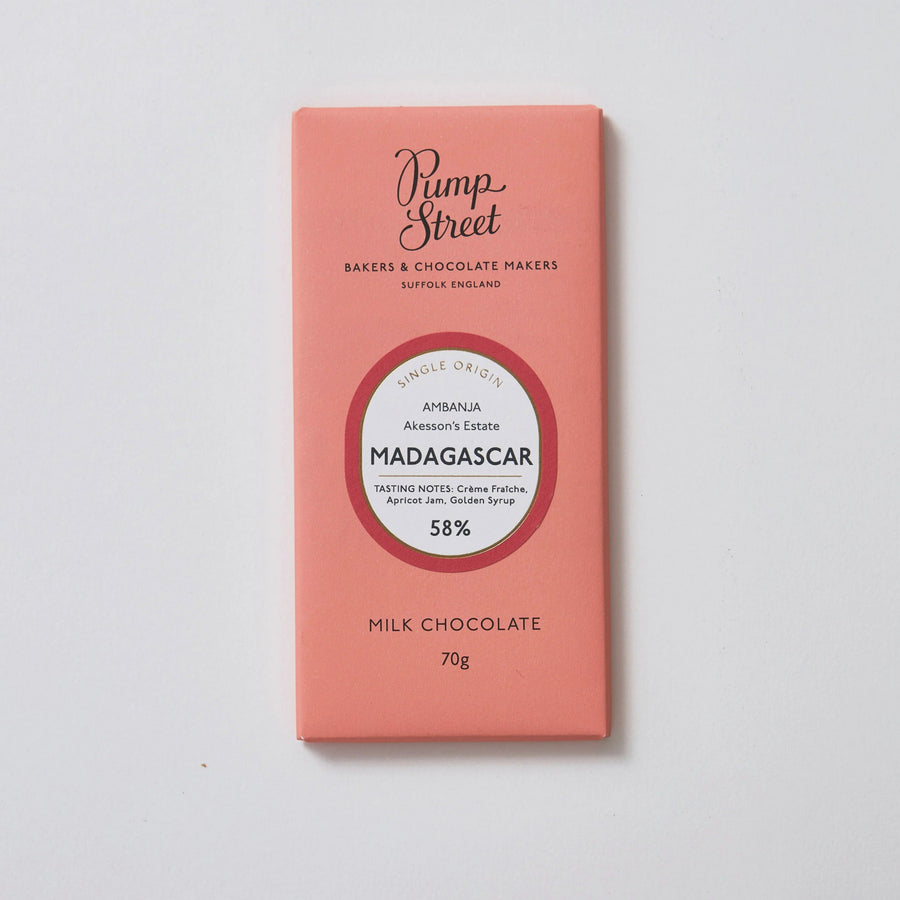 Pump
Street
BAKERS & CHOCOLATE MAKERS
SUFFOLK ENGLAND
SINGLE ORIGIN
AMBANJA
Akesson's Estate
MADAGASCAR
TASTING NOTES: Crème Fraîche,
Apricot Jam, Golden Syrup
58%
MILK CHOCOLATE
70g